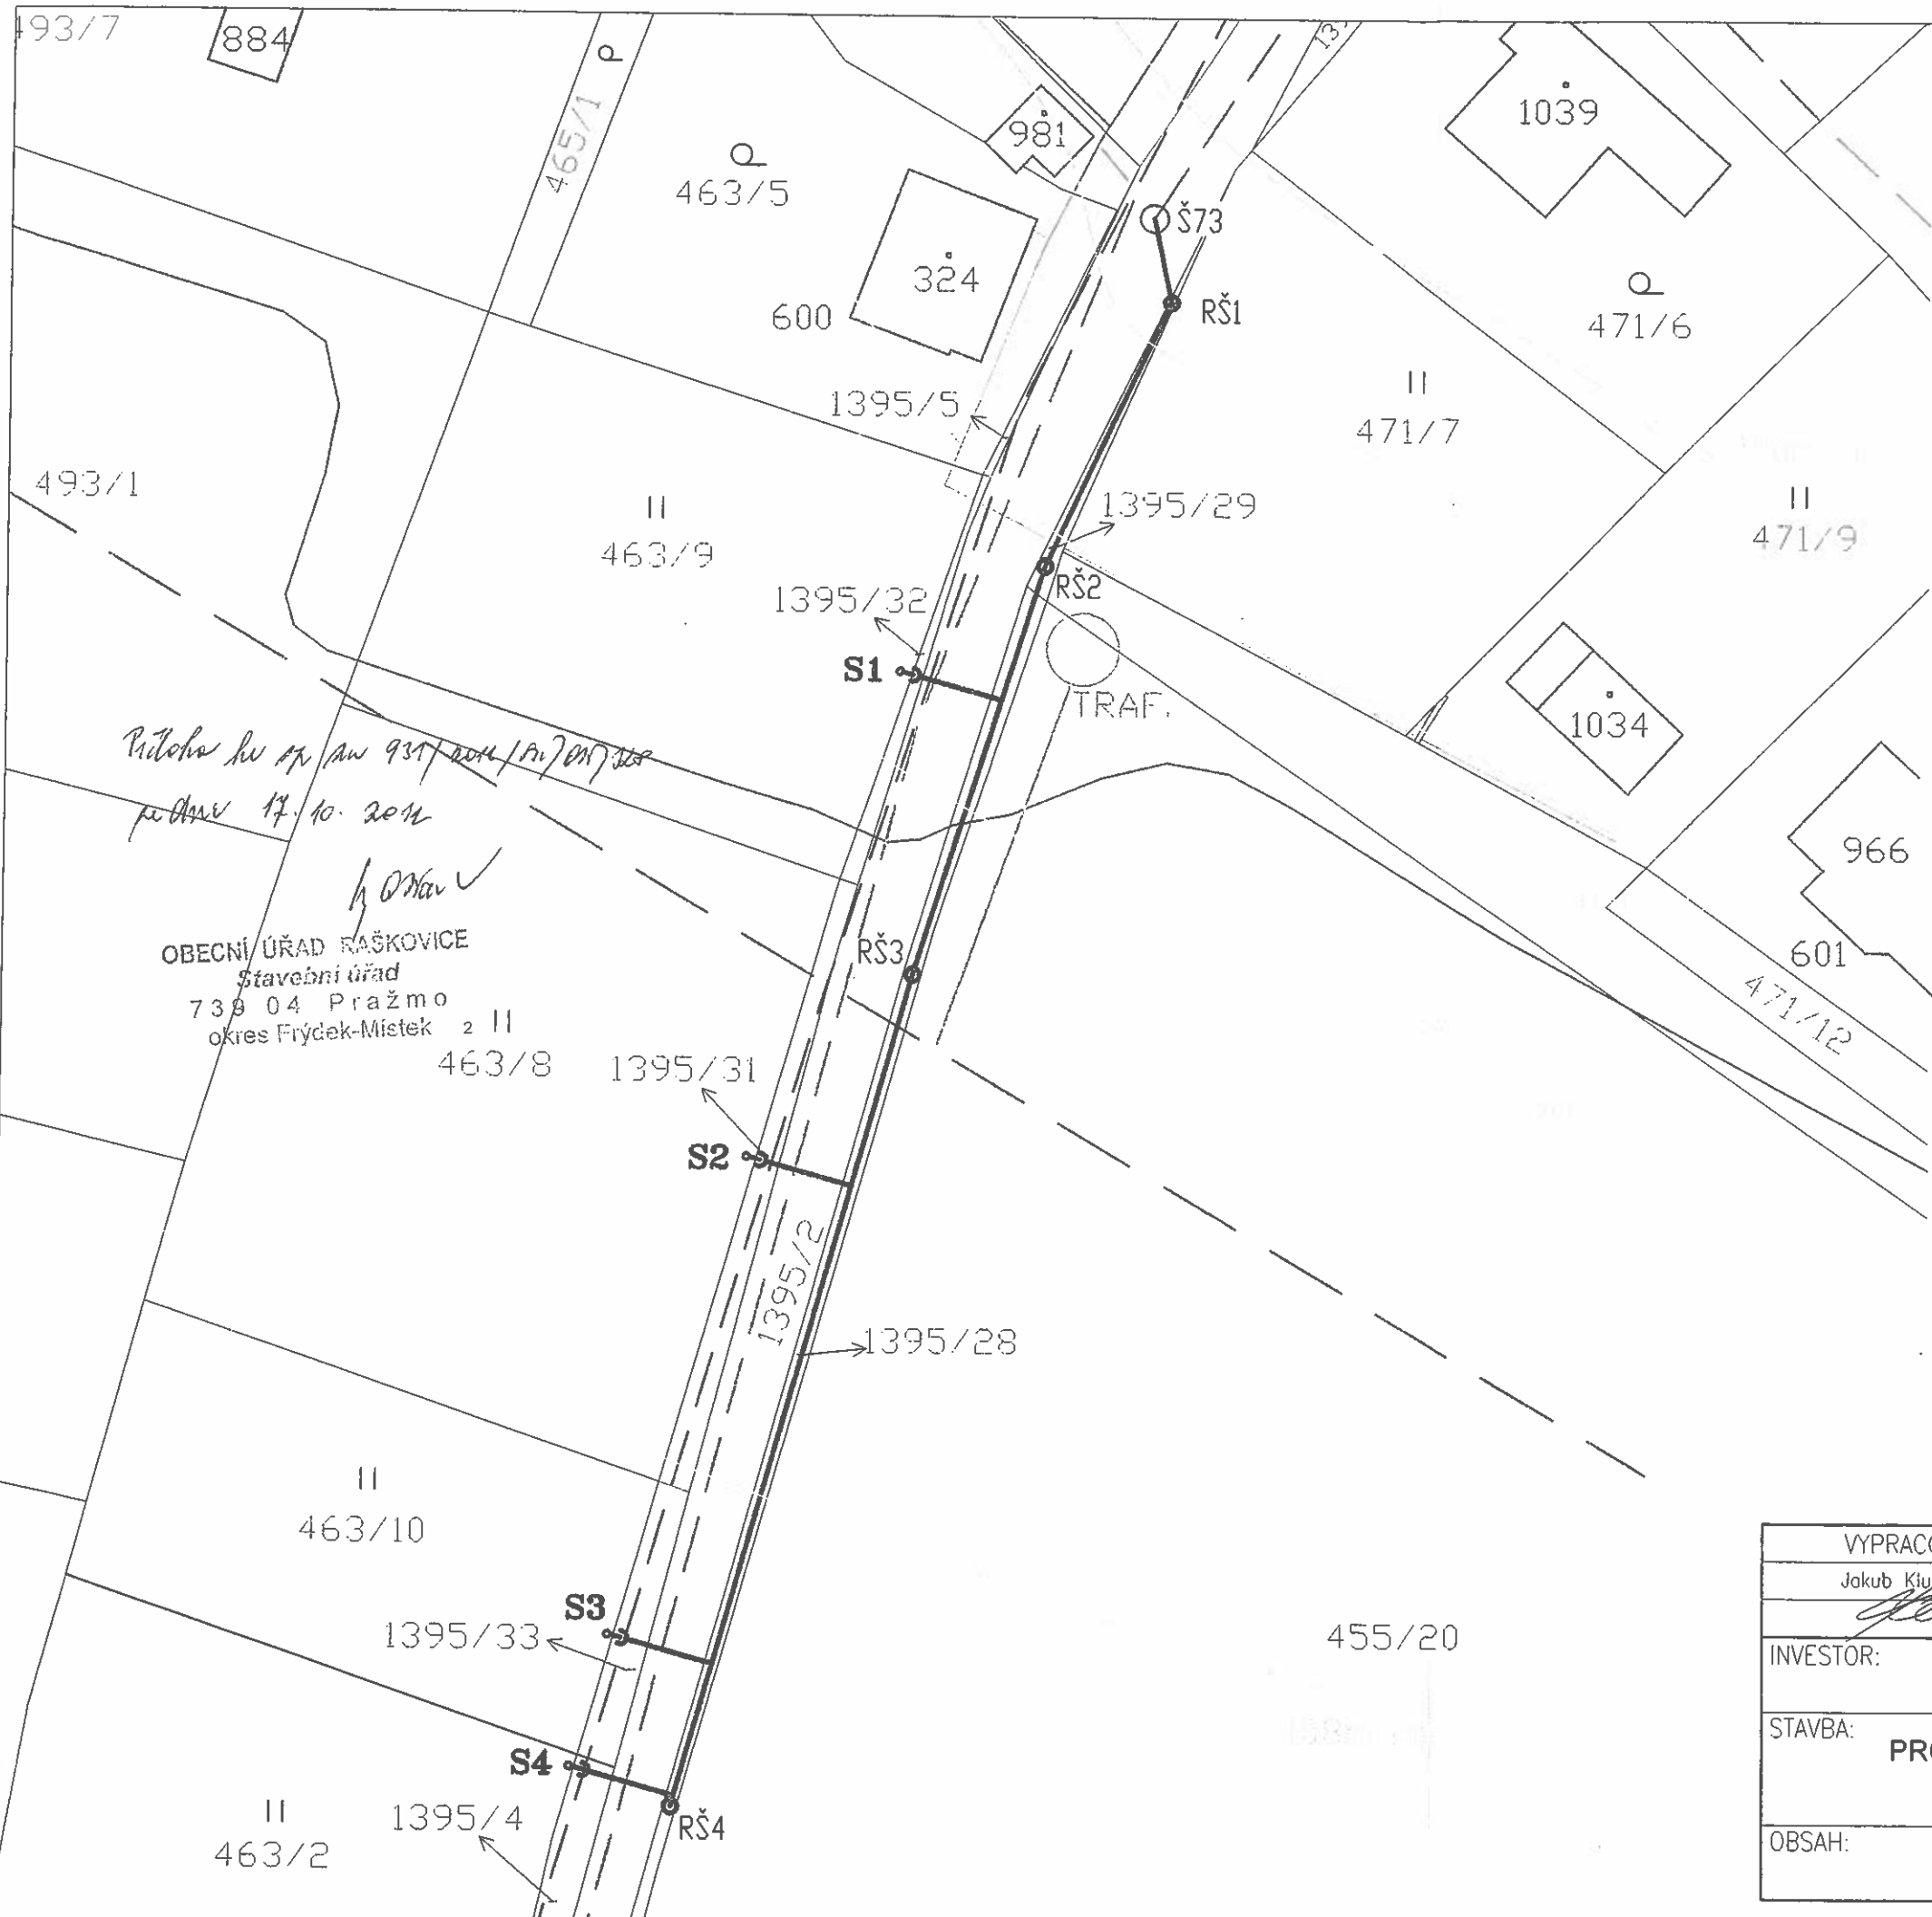 493/7
884
465/1
981
1039
463/5
Š73
324
600
RŠ1
471/6
1395/5
471/7
493/1
463/9
1395/29
471/9
1395/32
RŠ2
S1
TRAF.
1034
17. 10.
966
OBECNÍ ÚŘAD RAŠKOVICE
Stavební úřad
739 04 Pražmo
okres Frýdek-Místek 2
RŠ3
601
471/12
463/8
1395/31
S2
1395/2
1395/28
463/10
S3
1395/33
455/20
S4
RŠ4
1395/4
463/2
VYPRACO
Jakub
INVESTOR:
STAVBA:
PRO
OBSAH: